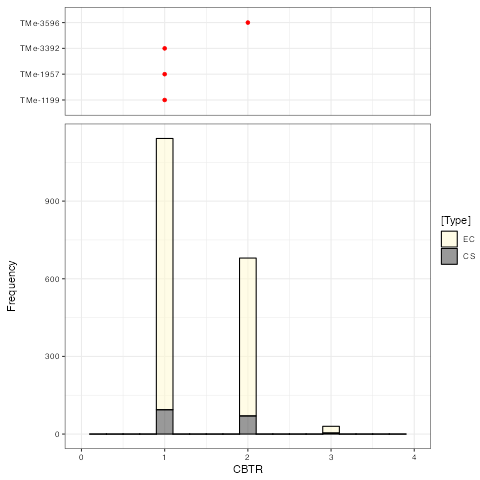 TMe-3596
TMe-3392
TMe-1957
TMe-1199
900
600
300
0
Frequency
0 1 2 3 4
CBTR
[Type]
EC
CS